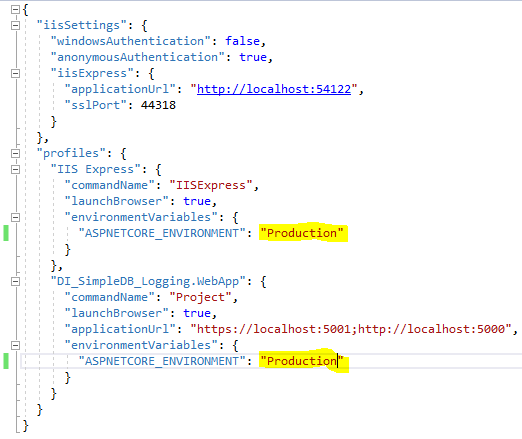 {
"iisSettings": {
"windowsAuthentication": false,
"anonymousAuthentication": true,
"iisExpress": {
"applicationUrl": "http://localhost:54122",
"sslPort": 44318
}
},
"profiles": {
"IIS Express": {
"commandName": "IISExpress",
"launchBrowser": true,
"environmentVariables": {
"ASPNETCORE_ENVIRONMENT": "Production"
}
},
"DI_SimpleDB_Logging.WebApp": {
"commandName": "Project",
"launchBrowser": true,
"applicationUrl": "https://localhost:5001;http://localhost:5000",
"environmentVariables": {
"ASPNETCORE_ENVIRONMENT": "Production"
}
}
}
}